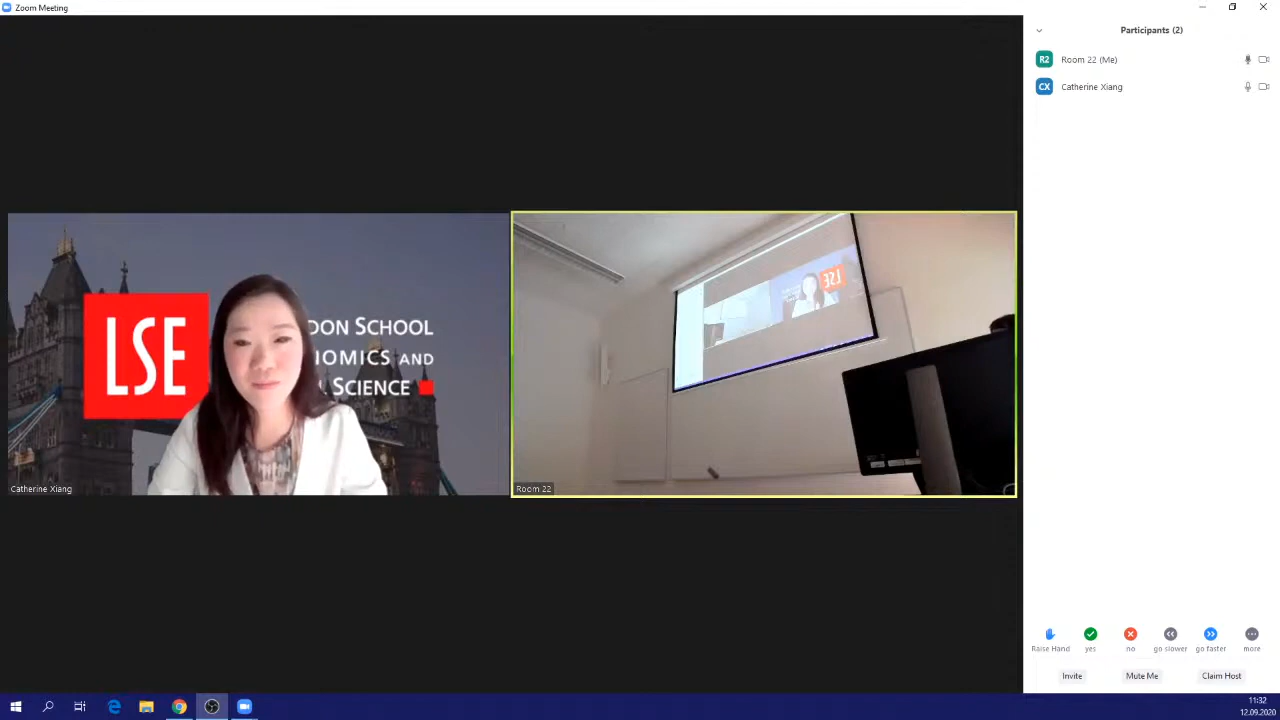 Zoom Meeting
Participants (2)
R2 Room 22 (Me)
CX Catherine Xiang
LSE
DON SCHOOL
NOMICS AND
L SCIENCE
Catherine Xiang
Room 22
Raise Hand
yes
no
go slower
go faster
more
Invite
Mute Me
Claim Host
11:32
12.09.2020